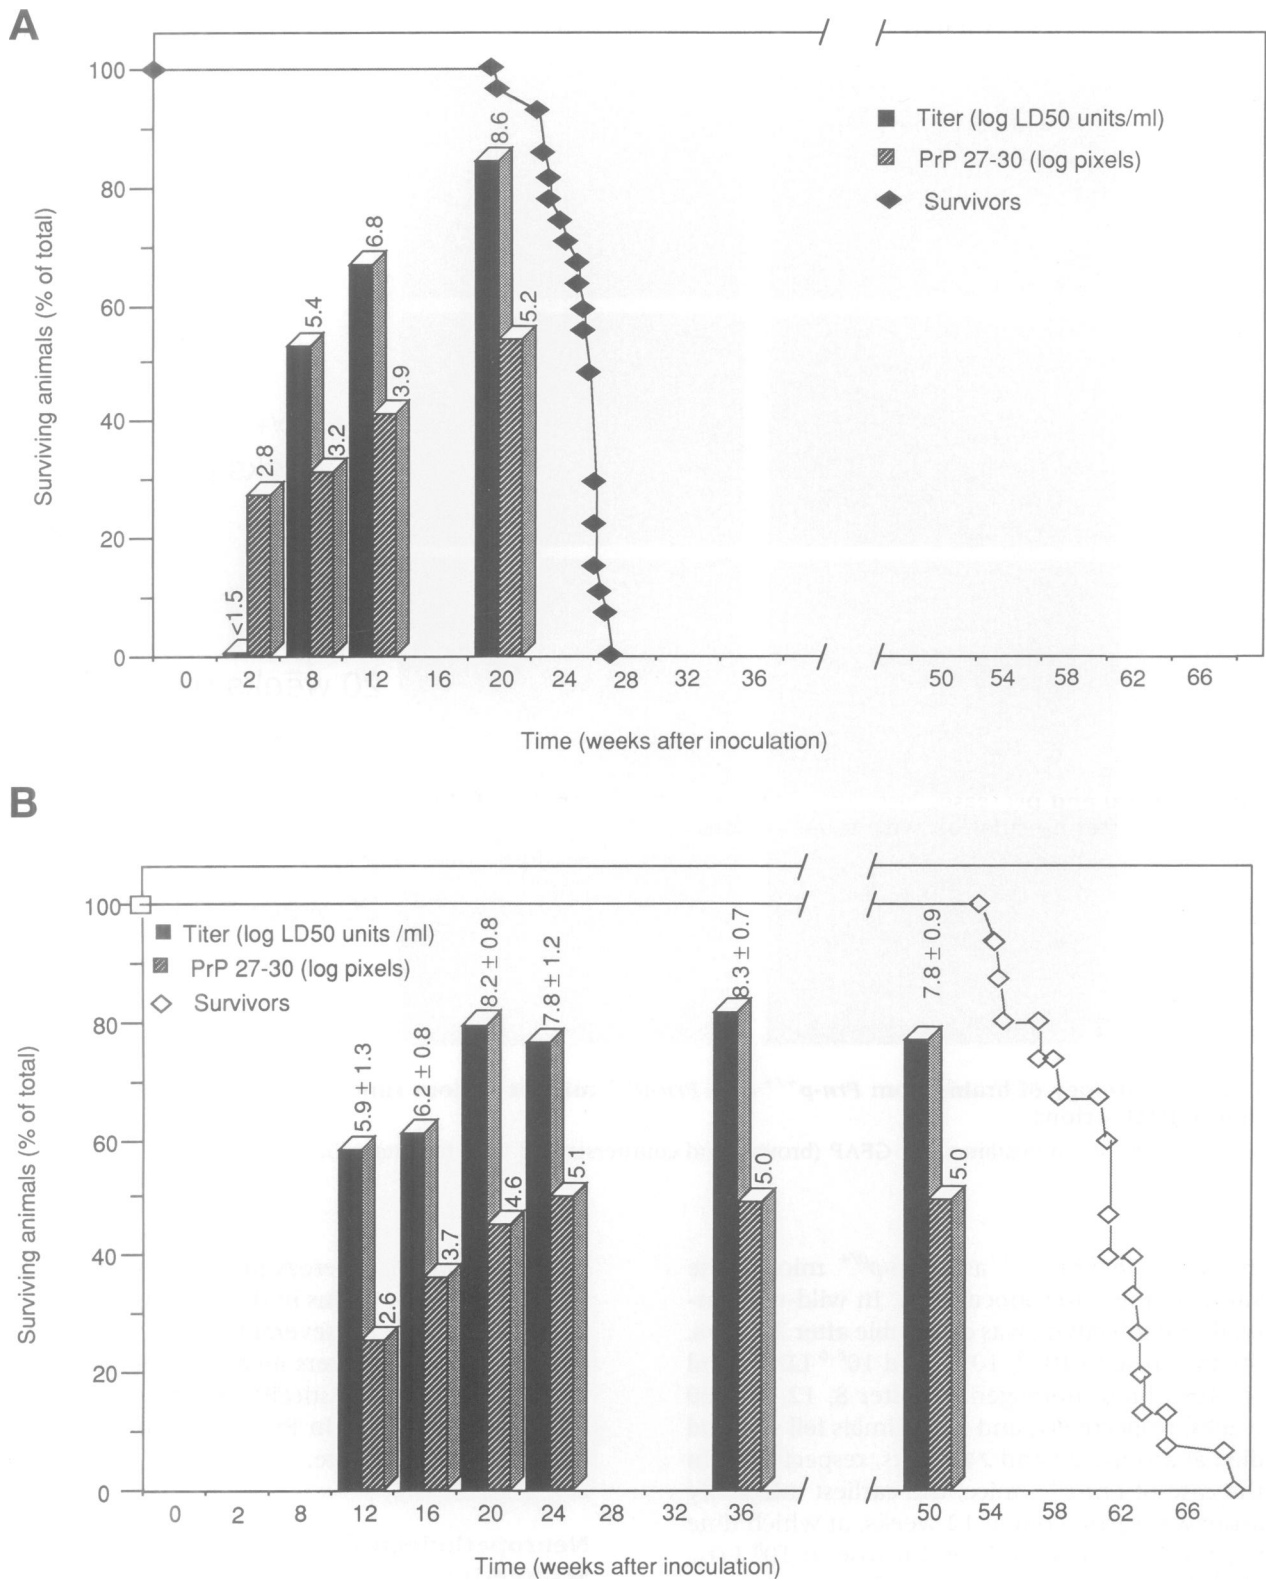 A
100
80
60
40
20
0
Surviving animals (% of total)
<1.5
2.8
5.4
3.2
6.8
3.9
8.6
5.2
Titer (log LD50 units/ml)
PrP 27-30 (log pixels)
Survivors
0 2 8 12 16 20 24 28 32 36 50 54 58 62 66
Time (weeks after inoculation)
B
100
80
60
40
20
0
Surviving animals (% of total)
Titer (log LD50 units /ml)
PrP 27-30 (log pixels)
Survivors
5.9 ± 1.3
2.6
6.2 ± 0.8
3.7
8.2 ± 0.8
4.6
7.8 ± 1.2
5.1
8.3 ± 0.7
5.0
7.8 ± 0.9
5.0
0 2 8 12 16 20 24 28 32 36 50 54 58 62 66
Time (weeks after inoculation)